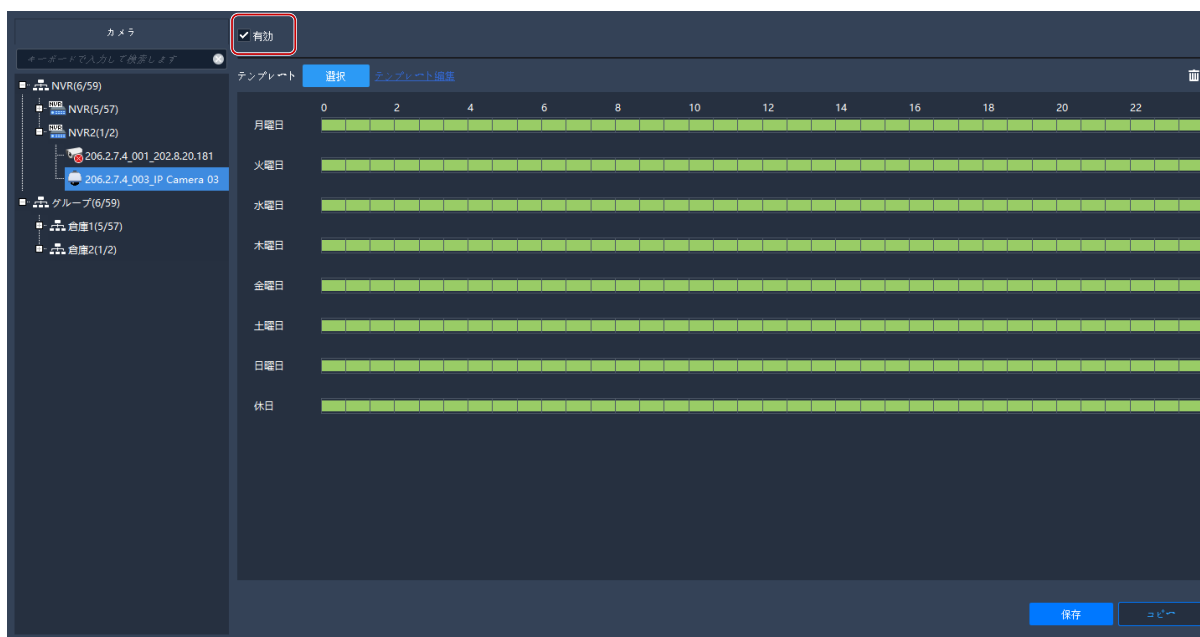 カメラ
有効
キーボードで入力して検索します
テンプレート 選択 テンプレート編集
NVR(6/59)
NVR(5/57)
NVR2(1/2)
206.2.7.4_001_202.8.20.181
206.2.7.4_003_IP Camera 03
グループ(6/59)
倉庫1(5/57)
倉庫2(1/2)
0 2 4 6 8 10 12 14 16 18 20 22
月曜日
火曜日
水曜日
木曜日
金曜日
土曜日
日曜日
休日
保存 コピー